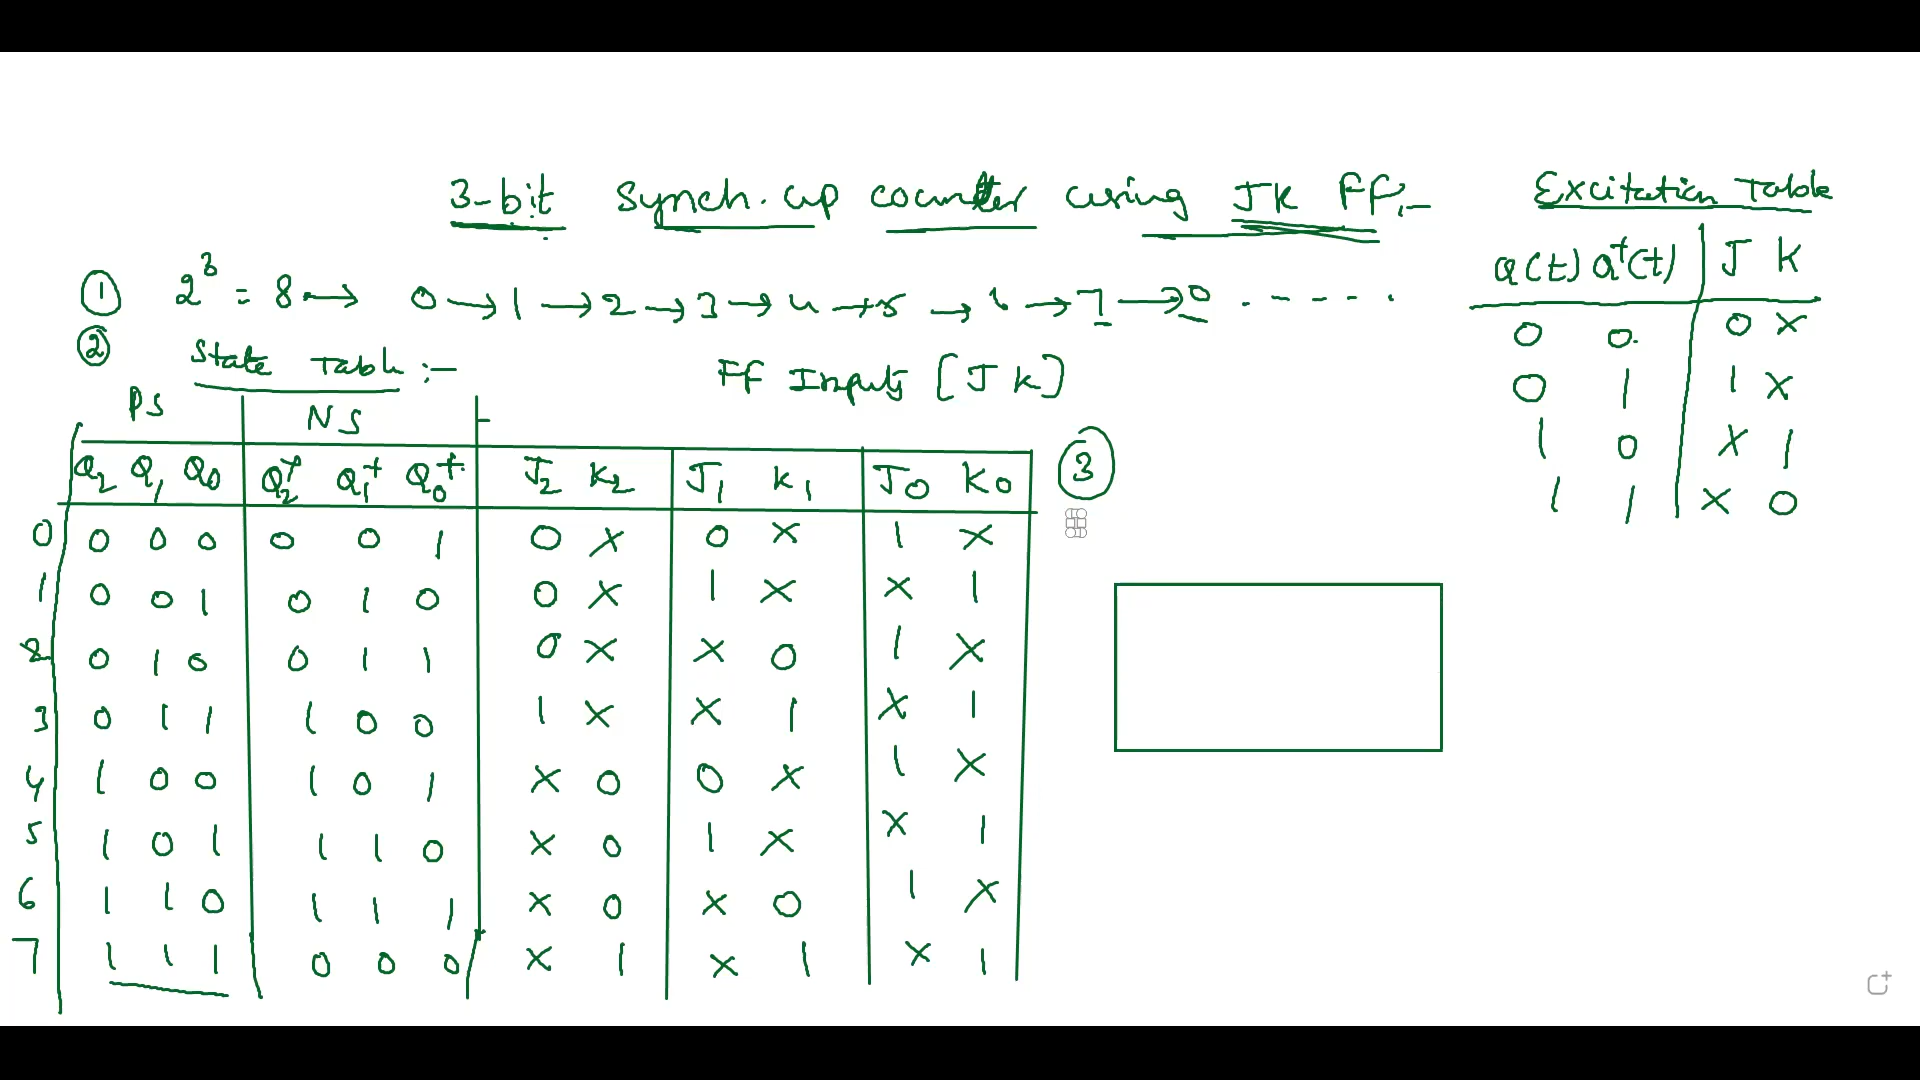 3-bit Synch. up counter using JK FF:-
① 2³ = 8 → 0 → 1 → 2 → 3 → 4 → 5 → 6 → 7 → 0 . - - - - .
② State Table :-
FF Inputs [J K]
PS | NS
Q2 Q1 Q0 | Q2⁺ Q1⁺ Q0⁺ | J2 K2 | J1 K1 | J0 K0
0 | 0 0 0 | 0 0 1 | 0 X | 0 X | 1 X
1 | 0 0 1 | 0 1 0 | 0 X | 1 X | X 1
2 | 0 1 0 | 0 1 1 | 0 X | X 0 | 1 X
3 | 0 1 1 | 1 0 0 | 1 X | X 1 | X 1
4 | 1 0 0 | 1 0 1 | X 0 | 0 X | 1 X
5 | 1 0 1 | 1 1 0 | X 0 | 1 X | X 1
6 | 1 1 0 | 1 1 1 | X 0 | X 0 | 1 X
7 | 1 1 1 | 0 0 0 | X 1 | X 1 | X 1
③
Excitation Table
Q(t) Q⁺(t) | J K
0 0 | 0 X
0 1 | 1 X
1 0 | X 1
1 1 | X 0